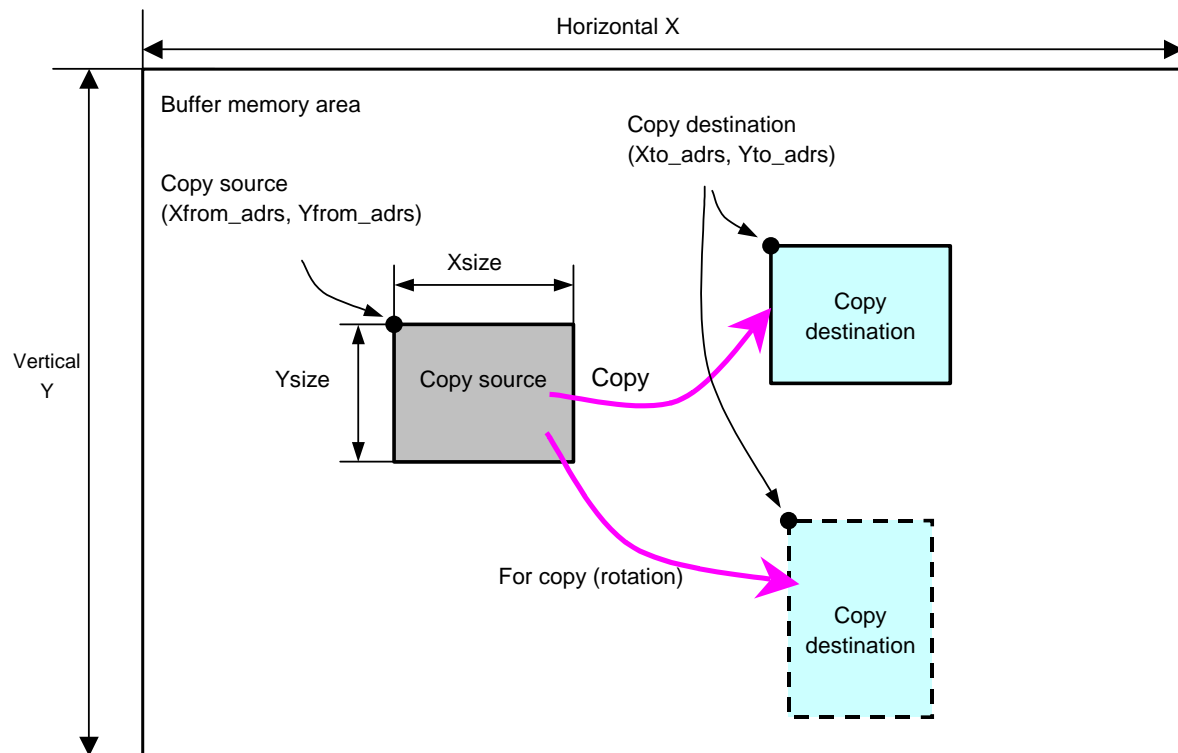 Horizontal X
Buffer memory area
Copy destination
(Xto_adrs, Yto_adrs)
Copy source
(Xfrom_adrs, Yfrom_adrs)
Xsize
Copy
destination
Vertical
Y
Ysize
Copy source
Copy
For copy (rotation)
Copy
destination